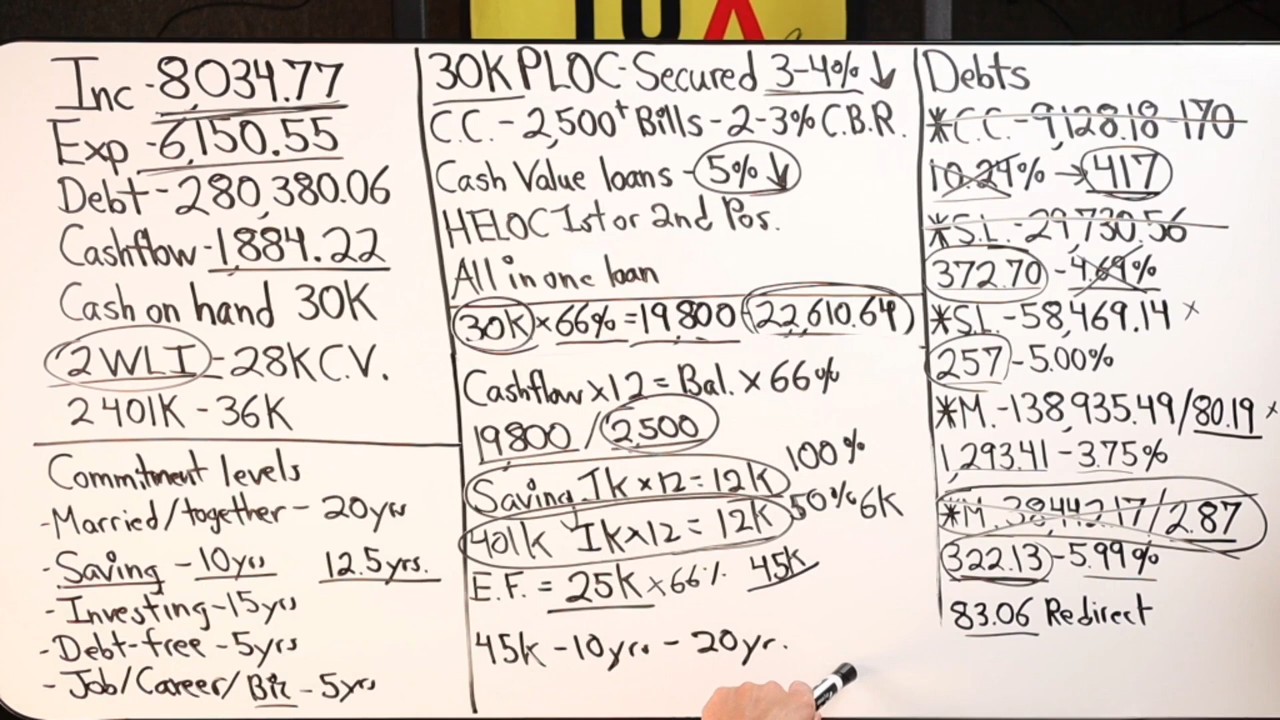 Inc - 8,034.77
Exp - 6,150.55
Debt - 280,380.06
Cashflow - 1,884.22
Cash on hand 30K
2 WLI - 28K C.V.
2 401K - 36K
Commitment levels
- Married/together - 20yrs
- Saving - 10yrs 12.5yrs.
- Investing - 15yrs
- Debt-free - 5yrs
- Job/Career/Biz - 5yrs
30K PLOC - Secured 3-4% ↓
C.C. - 2,500+ Bills - 2-3% C.B.R.
Cash Value loans - 5% ↓
HELOC 1st or 2nd Pos.
All in one loan
30K × 66% = 19,800 - 22,610.64
Cashflow × 12 = Bal. × 66%
19,800 / 2,500
Saving 1k × 12 = 12k 100%
401k 1k × 12 = 12k 50% 6k
E.F. = 25K × 66% 45K
45k - 10yrs - 20yr.
Debts
*C.C. - 9,128.18 - 170
10.24% → 417
*S.L. - 29,730.56
372.70 - 4.69%
*S.L. - 58,469.14 ×
257 - 5.00%
*M. - 138,935.49/80.19 ×
1,293.41 - 3.75%
*M. 38,442.17/2.87
322.13 - 5.99%
83.06 Redirect